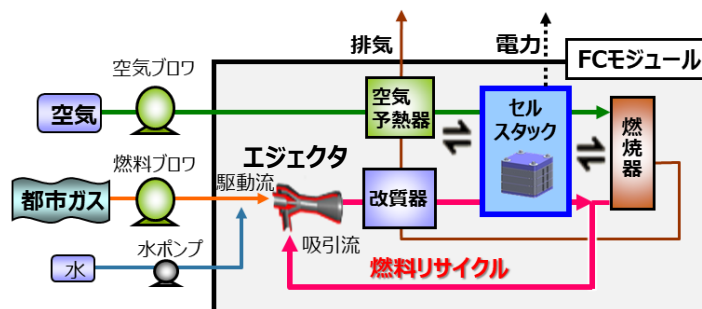 排気
電力
FCモジュール
空気ブロワ
空気
空気
予熱器
セル
スタック
燃焼器
燃料ブロワ
エジェクタ
都市ガス
駆動流
改質器
水ポンプ
吸引流
水
燃料リサイクル